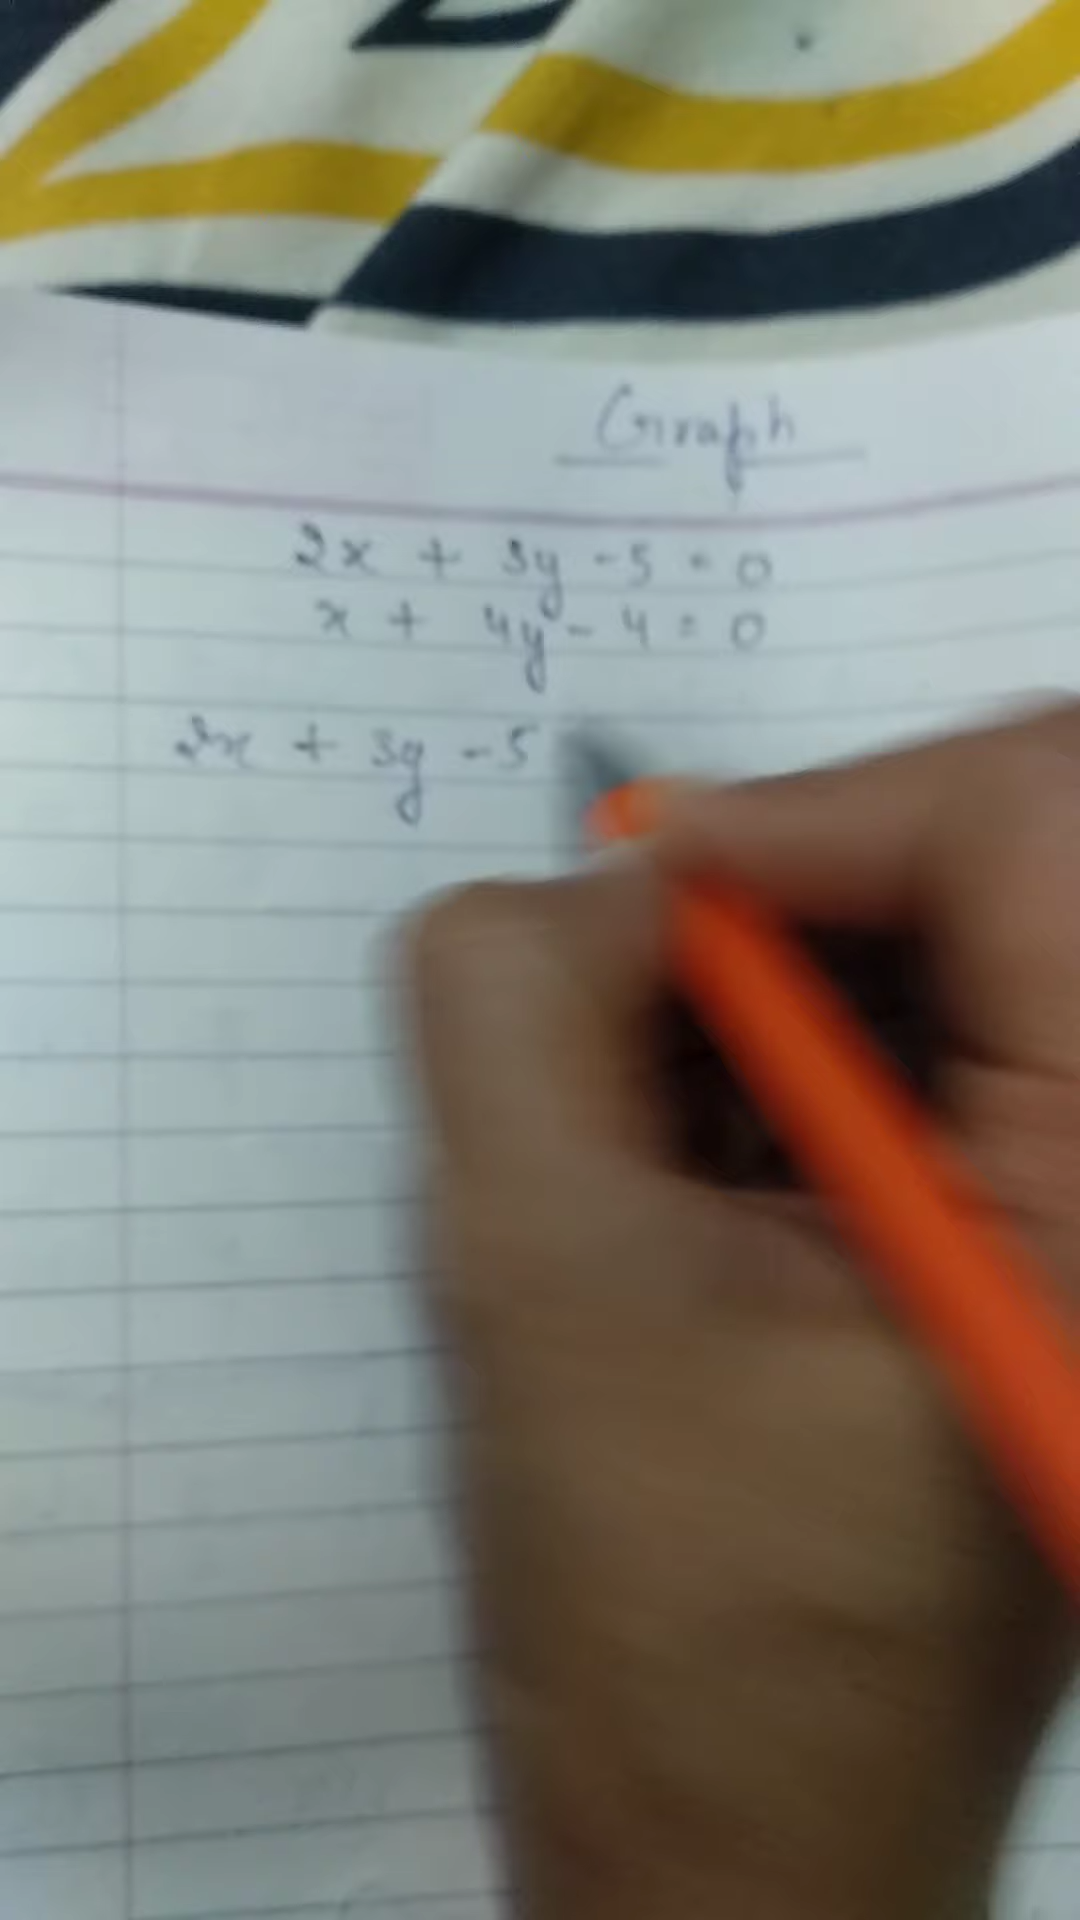 Graph
2x + 3y - 5 = 0
x + 4y - 4 = 0
2x + 3y - 5